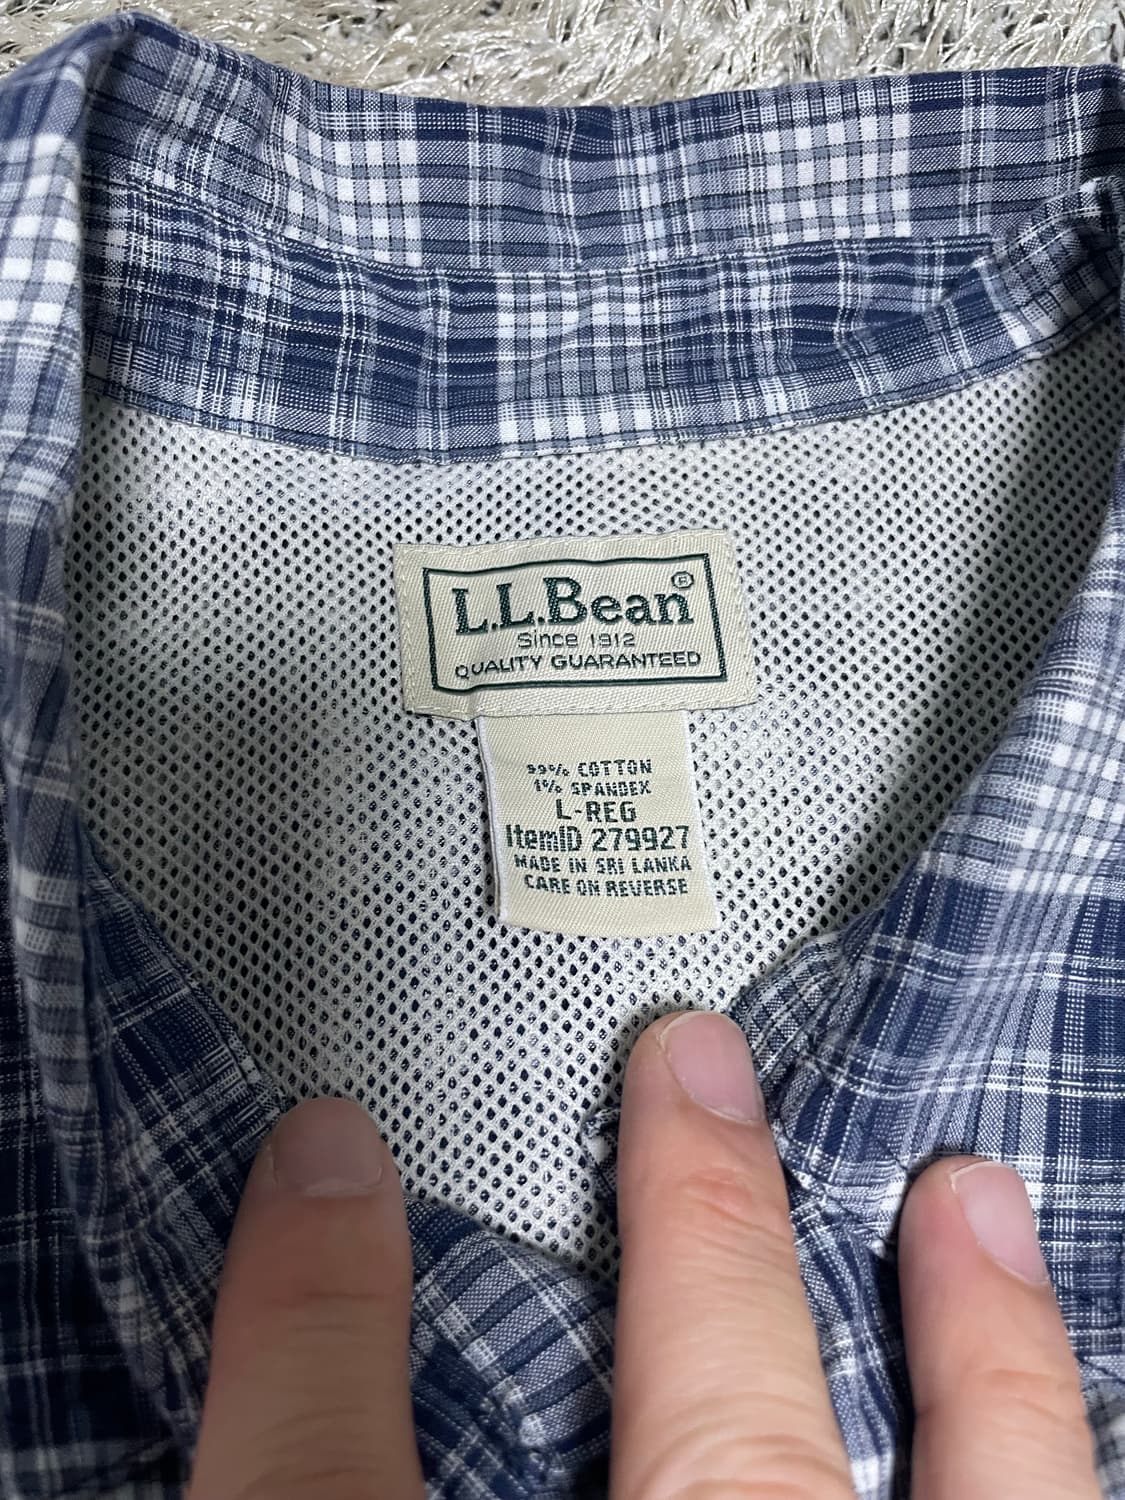 L.L.Bean®
Since 1912
QUALITY GUARANTEED
99% COTTON
1% SPANDEX
L-REG
ItemID 279927
MADE IN SRI LANKA
CARE ON REVERSE